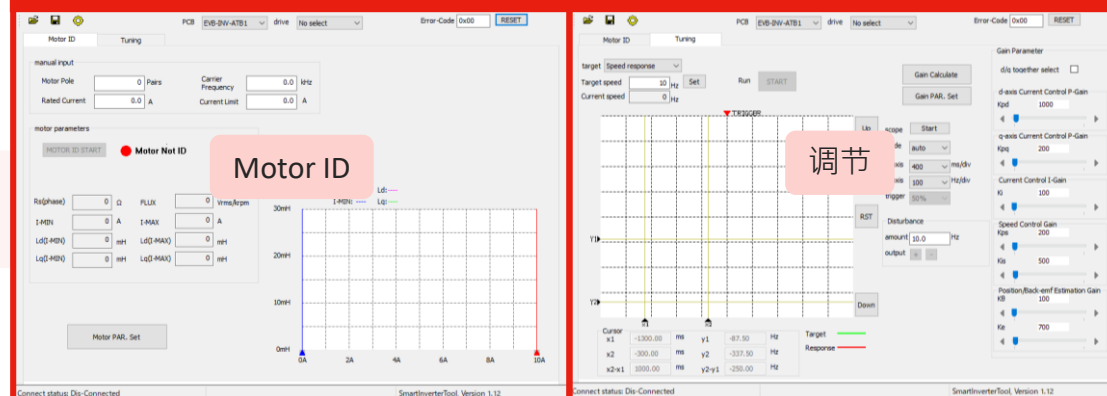 PCB EVB-INV-ATB1 drive No select Error-Code 0x00 RESET
Motor ID Tuning
manual input
Motor Pole 0 Pairs Carrier Frequency 0.0 kHz
Rated Current 0.0 A Current Limit 0.0 A
motor parameters
MOTOR ID START Motor Not ID
Motor ID
Rs(phase) 0 Ω FLUX 0 Vrms/krpm
I-MIN 0 A I-MAX 0 A
Ld(I-MIN) 0 mH Ld(I-MAX) 0 mH
Lq(I-MIN) 0 mH Lq(I-MAX) 0 mH
Motor PAR. Set
Ld:
I-MIN: Lq:
30mH
20mH
10mH
0mH
0A 2A 4A 6A 8A 10A
Connect status: Dis-Connected SmartInverterTool, Version 1.12
PCB EVB-INV-ATB1 drive No select Error-Code 0x00 RESET
Motor ID Tuning
target Speed response
Target speed 10 Hz Set Run START
Current speed 0 Hz
TRIGGER
调节
Y1
Y2
X1 X2
Up
RST
Down
Gain Calculate
Gain PAR. Set
scope Start
auto
400 ms/div
100 Hz/div
trigger 50%
Disturbance
amount 10.0 Hz
output + -
Cursor
x1 -1300.00 ms y1 -87.50 Hz Target
x2 -300.00 ms y2 -337.50 Hz Response
x2-x1 1000.00 ms y2-y1 -250.00 Hz
Gain Parameter
d/q together select
d-axis Current Control P-Gain
Kpd 1000
q-axis Current Control P-Gain
Kpq 200
Current Control I-Gain
Ki 100
Speed Control Gain
Kps 200
Kis 500
Position/Back-emf Estimation Gain
KB 100
Ke 700
Connect status: Dis-Connected SmartInverterTool, Version 1.12